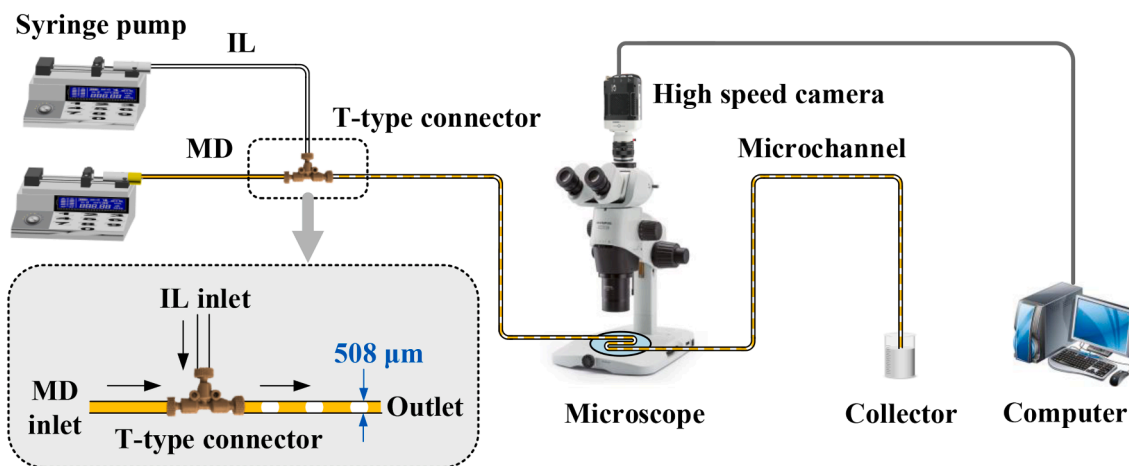 Syringe pump
IL
MD
T-type connector
High speed camera
Microchannel
IL inlet
508 μm
MD
inlet
Outlet
T-type connector
Microscope
Collector
Computer